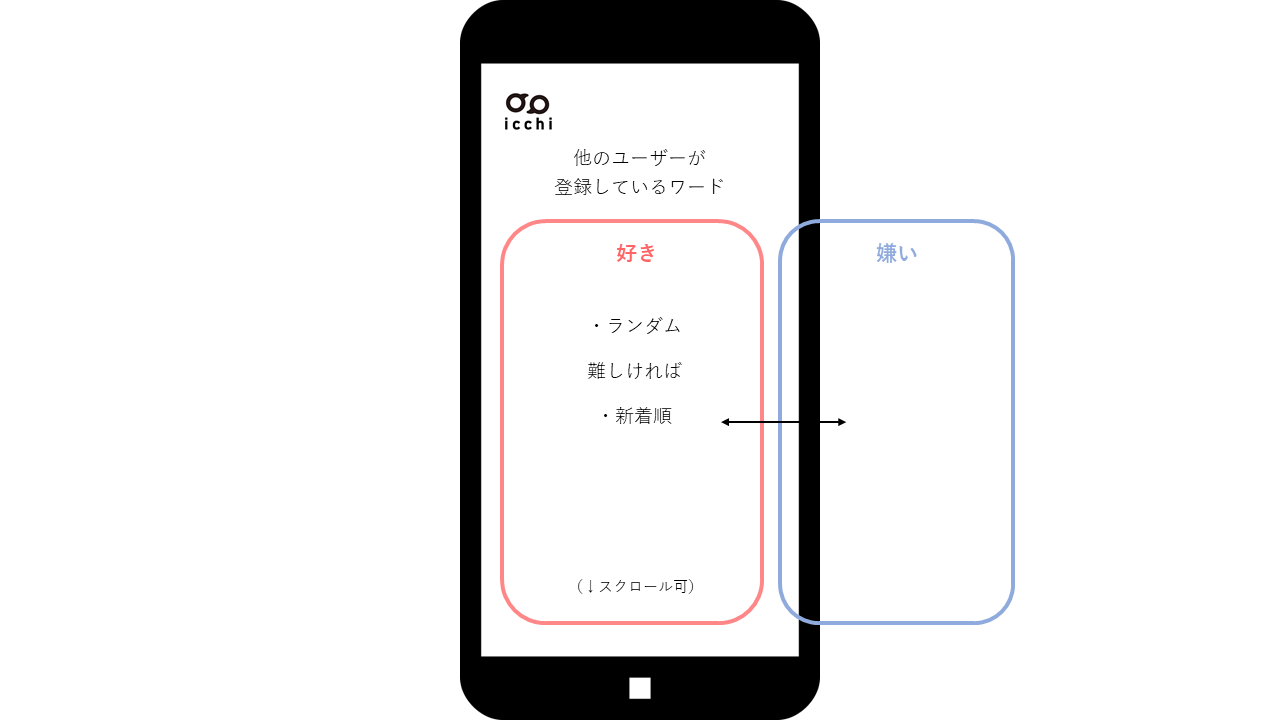 icchi
他のユーザーが
登録しているワード
好き
・ランダム
難しければ
・新着順
（↓スクロール可）
嫌い